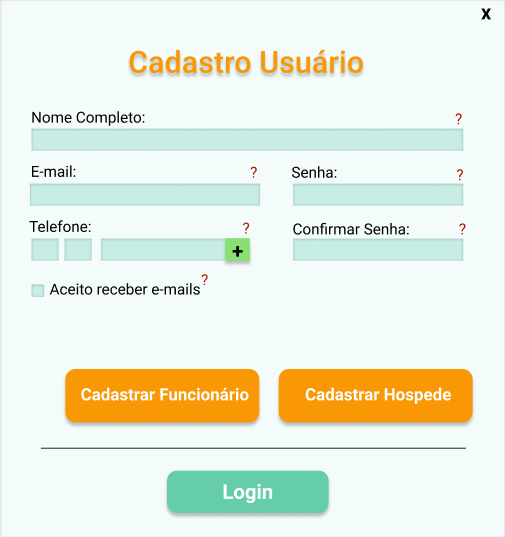 X
Cadastro Usuário
Nome Completo: ?
E-mail: ? Senha: ?
Telefone: ? Confirmar Senha: ?
+
Aceito receber e-mails ?
Cadastrar Funcionário Cadastrar Hospede
Login